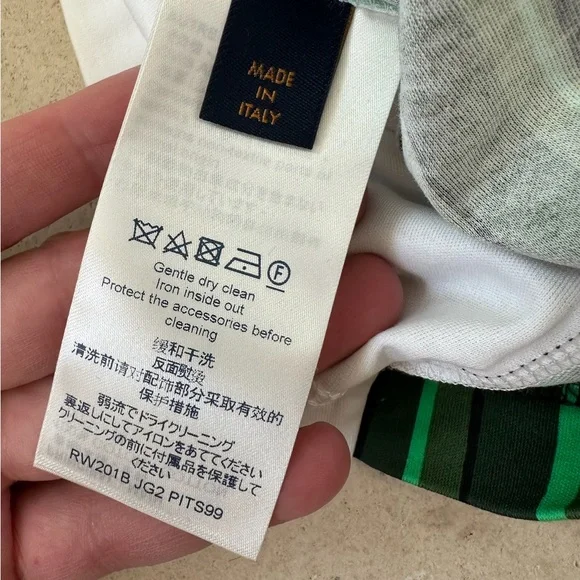 MADE
IN
ITALY
F
Gentle dry clean
Iron inside out
Protect the accessories before
cleaning
缓和干洗
反面熨烫
清洗前请对配饰部分采取有效的
保护措施
弱流でドライクリーニング
裏返しにしてアイロンをあててください
クリーニングの前に付属品を保護して
ください
RW201B JG2 PITS99